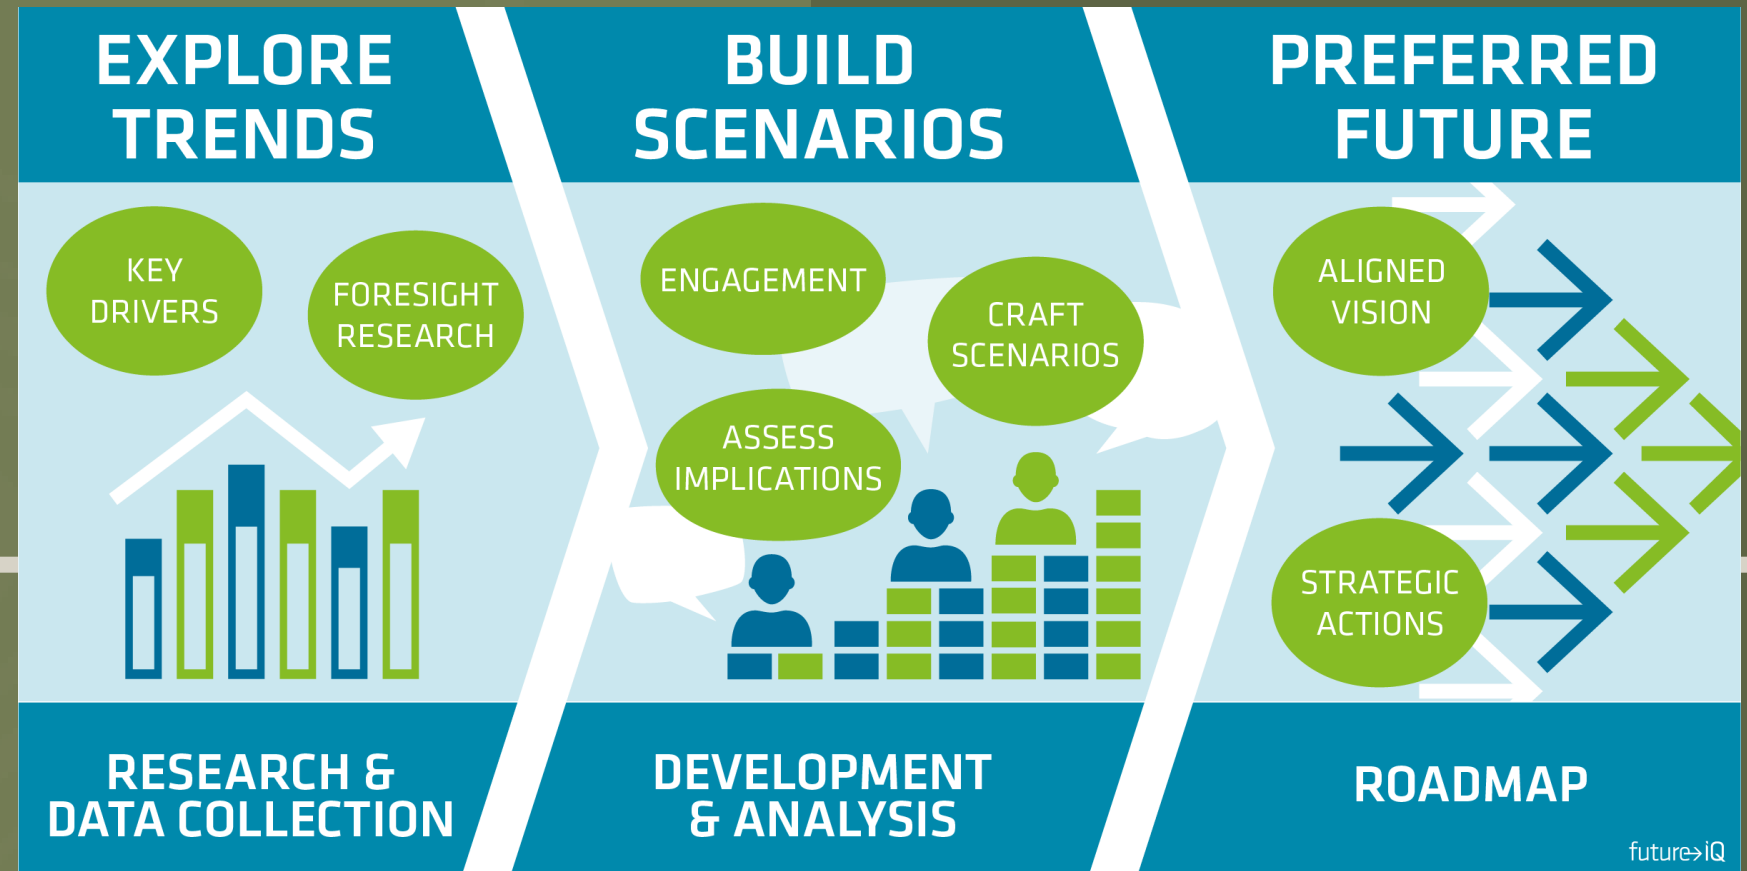 EXPLORE
TRENDS
KEY
DRIVERS
FORESIGHT
RESEARCH
RESEARCH &
DATA COLLECTION
BUILD
SCENARIOS
ENGAGEMENT
CRAFT
SCENARIOS
ASSESS
IMPLICATIONS
DEVELOPMENT
& ANALYSIS
PREFERRED
FUTURE
ALIGNED
VISION
STRATEGIC
ACTIONS
ROADMAP
future→iQ